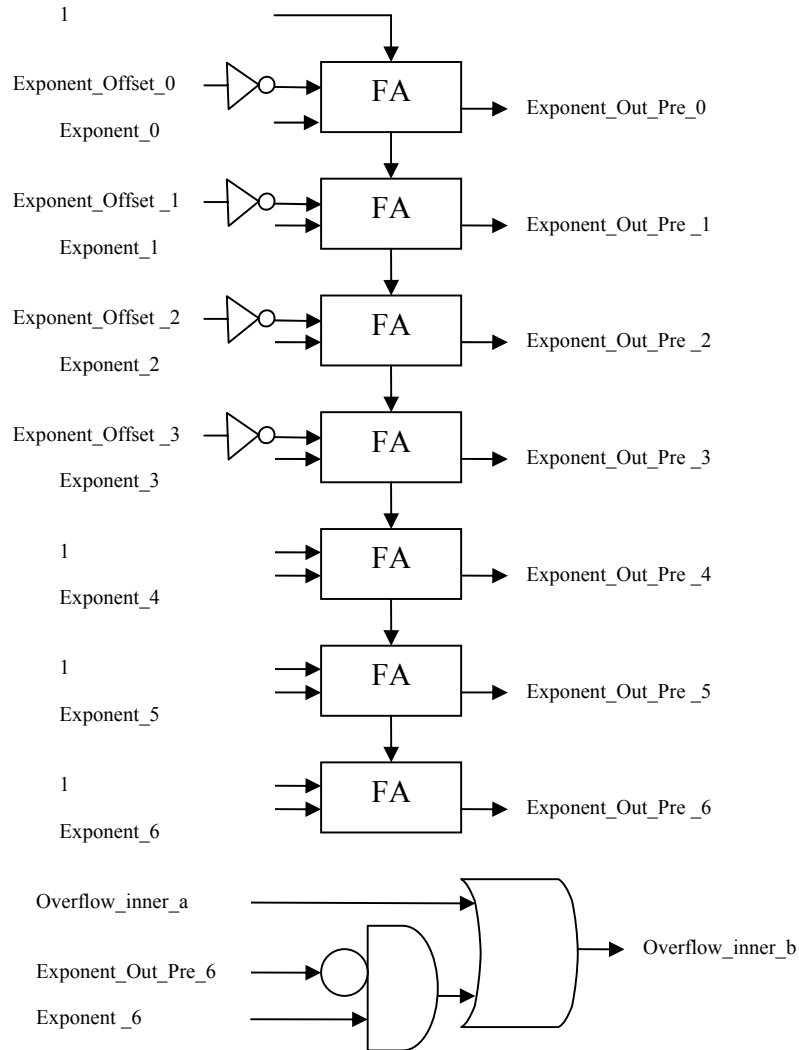 1
Exponent_Offset_0
FA
Exponent_Out_Pre_0
Exponent_0
Exponent_Offset _1
FA
Exponent_Out_Pre _1
Exponent_1
Exponent_Offset _2
FA
Exponent_Out_Pre _2
Exponent_2
Exponent_Offset _3
FA
Exponent_Out_Pre _3
Exponent_3
1
FA
Exponent_Out_Pre _4
Exponent_4
1
FA
Exponent_Out_Pre _5
Exponent_5
1
FA
Exponent_Out_Pre _6
Exponent_6
Overflow_inner_a
Overflow_inner_b
Exponent_Out_Pre_6
Exponent _6